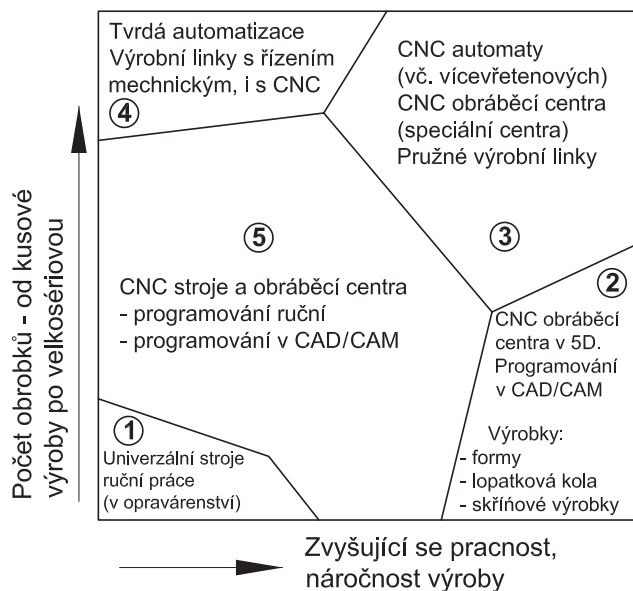 Tvrdá automatizace
Výrobní linky s řízením
mechnickým, i s CNC
4
CNC automaty
(vč. vícevřetenových)
CNC obráběcí centra
(speciální centra)
Pružné výrobní linky
3
5
CNC stroje a obráběcí centra
- programování ruční
- programování v CAD/CAM
2
CNC obráběcí
centra v 5D.
Programování
v CAD/CAM
Výrobky:
- formy
- lopatková kola
- skříňové výrobky
1
Univerzální stroje
ruční práce
(v opravárenství)
Počet obrobků - od kusové
výroby po velkosériovou
Zvyšující se pracnost,
náročnost výroby